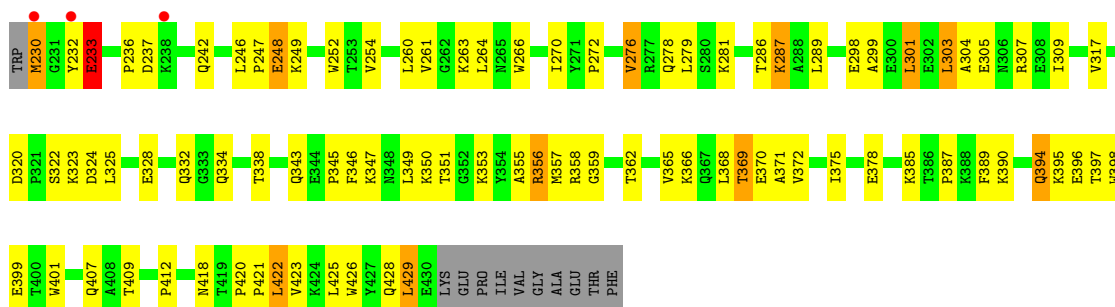 TRP M230 G231 Y232 E233 P236 D237 K238 Q242 L246 P247 E248 K249 W252 T253 V254 L260 V261 G262 K263 L264 N265 W266 I270 Y271 P272 V276 R277 Q278 L279 S280 K281 T286 K287 A288 L289 E298 A299 E300 L301 E302 L303 A304 E305 N306 R307 E308 I309 V317
D320 P321 S322 K323 D324 L325 E328 Q332 G333 Q334 T338 Q343 E344 P345 F346 K347 N348 L349 K350 T351 G352 K353 Y354 A355 R356 M357 R358 G359 T362 V365 K366 Q367 L368 T369 E370 A371 V372 I375 E378 K385 T386 P387 K388 F389 K390 Q394 K395 E396 T397 W398
E399 T400 W401 Q407 A408 T409 P412 N418 T419 P420 P421 L422 V423 K424 L425 W426 Y427 Q428 L429 E430 LYS GLU PRO ILE VAL GLY ALA GLU THR PHE